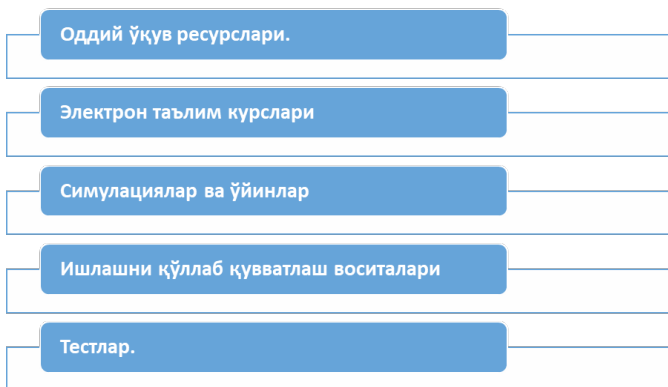 Оддий ўқув ресурслари.
Электрон таълим курслари
Симулациялар ва ўйинлар
Ишлашни қўллаб қувватлаш воситалари
Тестлар.